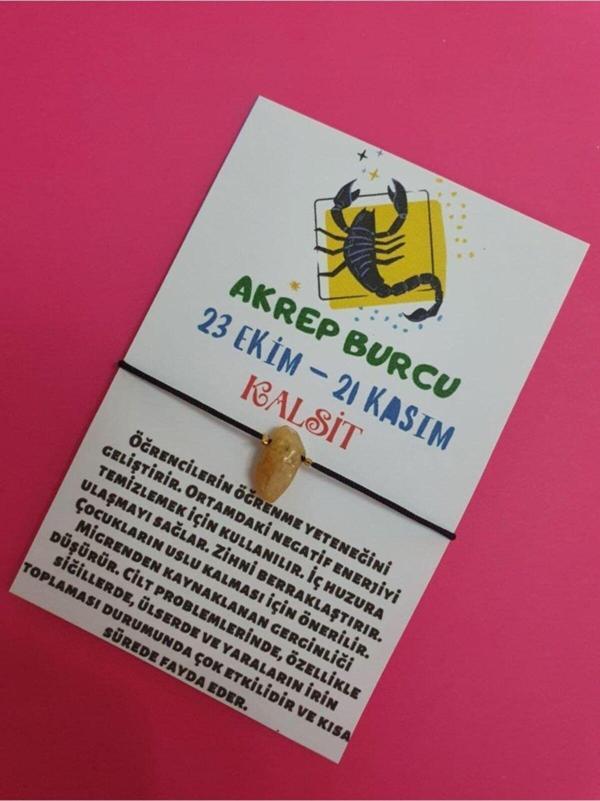 AKREP BURCU
23 EKİM – 21 KASIM
KALSİT
ÖĞRENCİLERİN ÖĞRENME YETENEĞİNİ
GELİŞTİRİR. ORTAMDAKİ NEGATİF ENERJİYİ
TEMİZLEMEK İÇİN KULLANILIR. İÇ HUZURA
ULAŞMAYI SAĞLAR. ZİHNİ BERRAKLAŞTIRIR.
ÇOCUKLARIN USLU KALMASI İÇİN ÖNERİLİR.
MİGRENDEN KAYNAKLANAN GERGİNLİĞİ
DÜŞÜRÜR. CİLT PROBLEMLERİNDE, ÖZELLİKLE
SİĞİLLERDE, ÜLSERDE VE YARALARIN İRİN
TOPLAMASI DURUMUNDA ÇOK ETKİLİDİR VE KISA
SÜREDE FAYDA EDER.